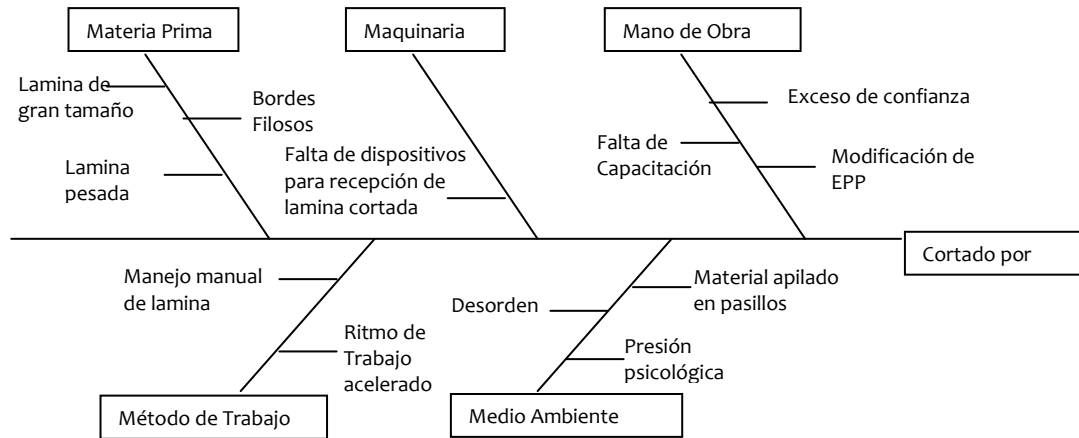 Materia Prima
Maquinaria
Mano de Obra
Lamina de
gran tamaño
Bordes
Filosos
Lamina
pesada
Falta de dispositivos
para recepción de
lamina cortada
Exceso de confianza
Falta de
Capacitación
Modificación de
EPP
Cortado por
Manejo manual
de lamina
Ritmo de
Trabajo
acelerado
Desorden
Material apilado
en pasillos
Presión
psicológica
Método de Trabajo
Medio Ambiente